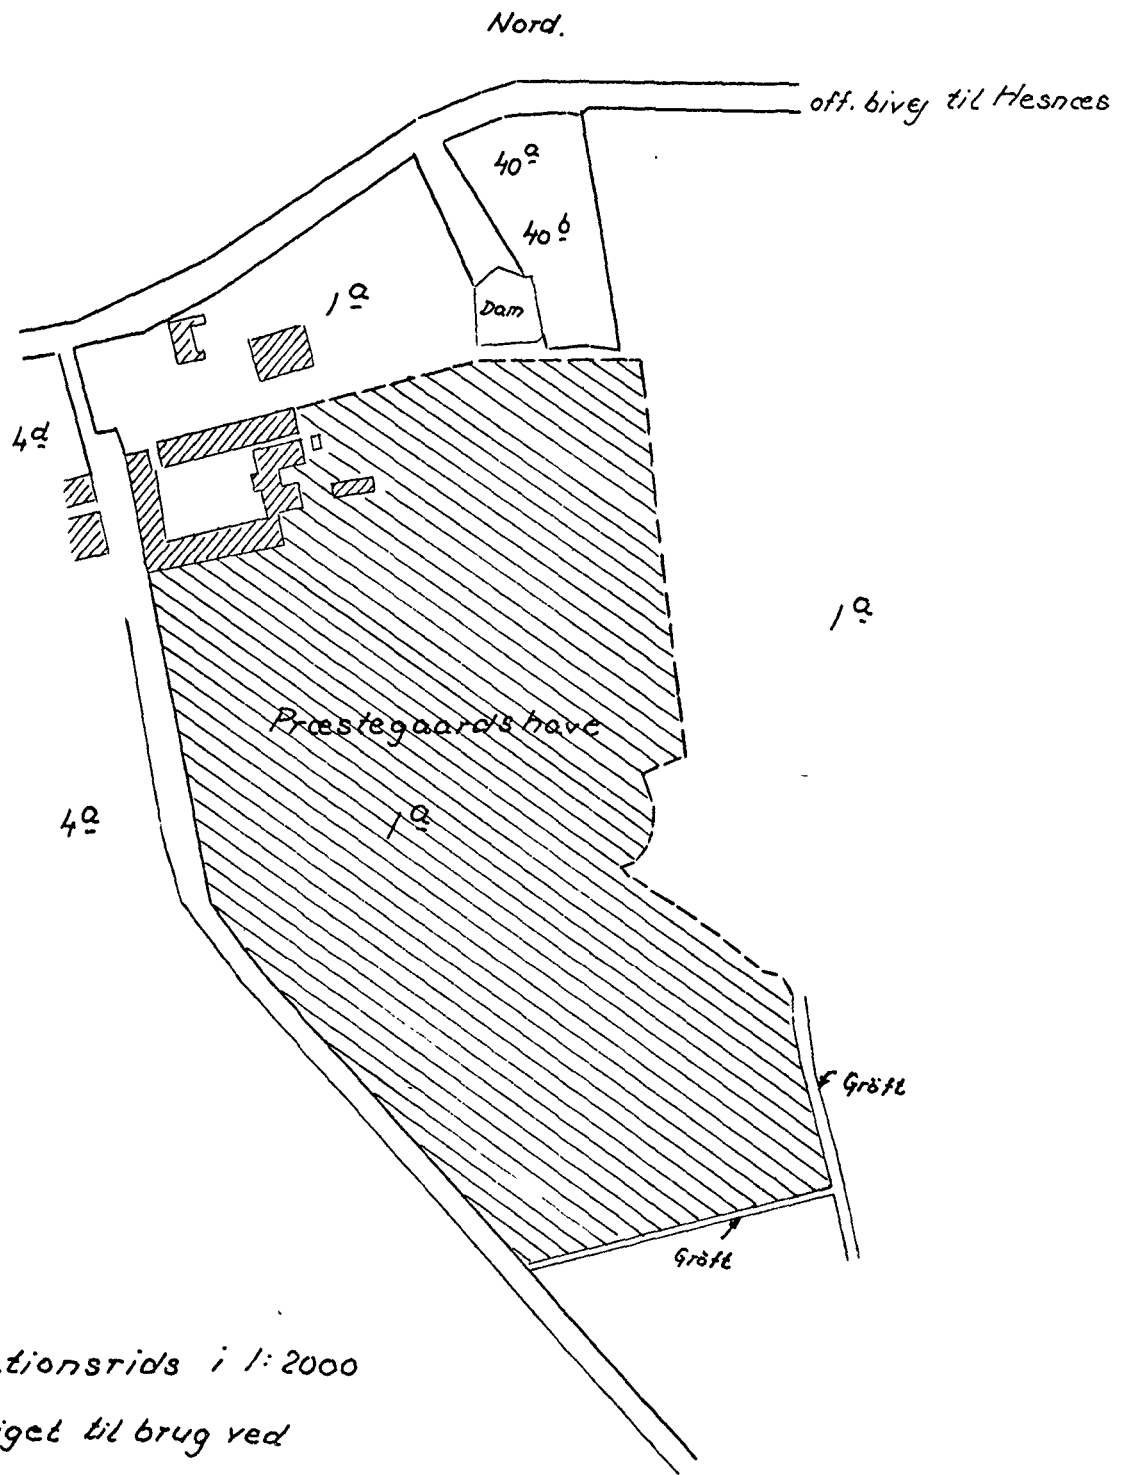 Nord.
off. bivej til Hesnæs
40a
40b
1a
Dam
4d
1a
Præstegaardshave
4a
1a
Gröft
Gröft
tionsrids i 1:2000
get til brug ved